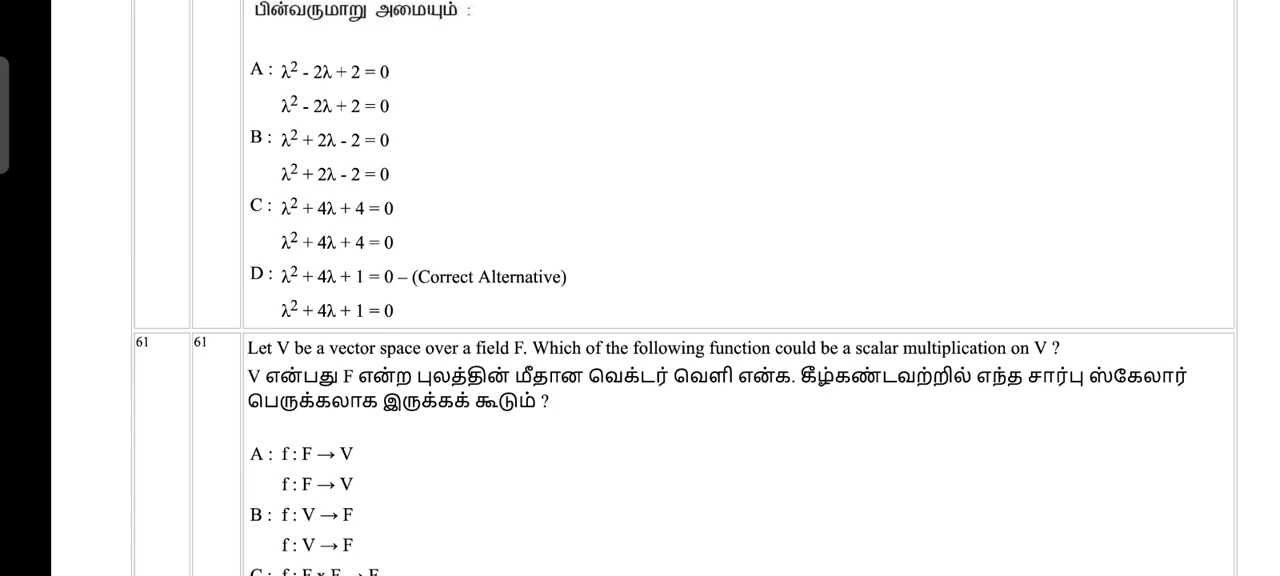 பின்வருமாறு அமையும் :
A : λ² - 2λ + 2 = 0
λ² - 2λ + 2 = 0
B : λ² + 2λ - 2 = 0
λ² + 2λ - 2 = 0
C : λ² + 4λ + 4 = 0
λ² + 4λ + 4 = 0
D : λ² + 4λ + 1 = 0 – (Correct Alternative)
λ² + 4λ + 1 = 0
61 61 Let V be a vector space over a field F. Which of the following function could be a scalar multiplication on V ?
V என்பது F என்ற புலத்தின் மீதான வெக்டர் வெளி என்க. கீழ்கண்டவற்றில் எந்த சார்பு ஸ்கேலார்
பெருக்கலாக இருக்கக் கூடும் ?
A : f : F → V
f : F → V
B : f : V → F
f : V → F
C : f : F x F → F